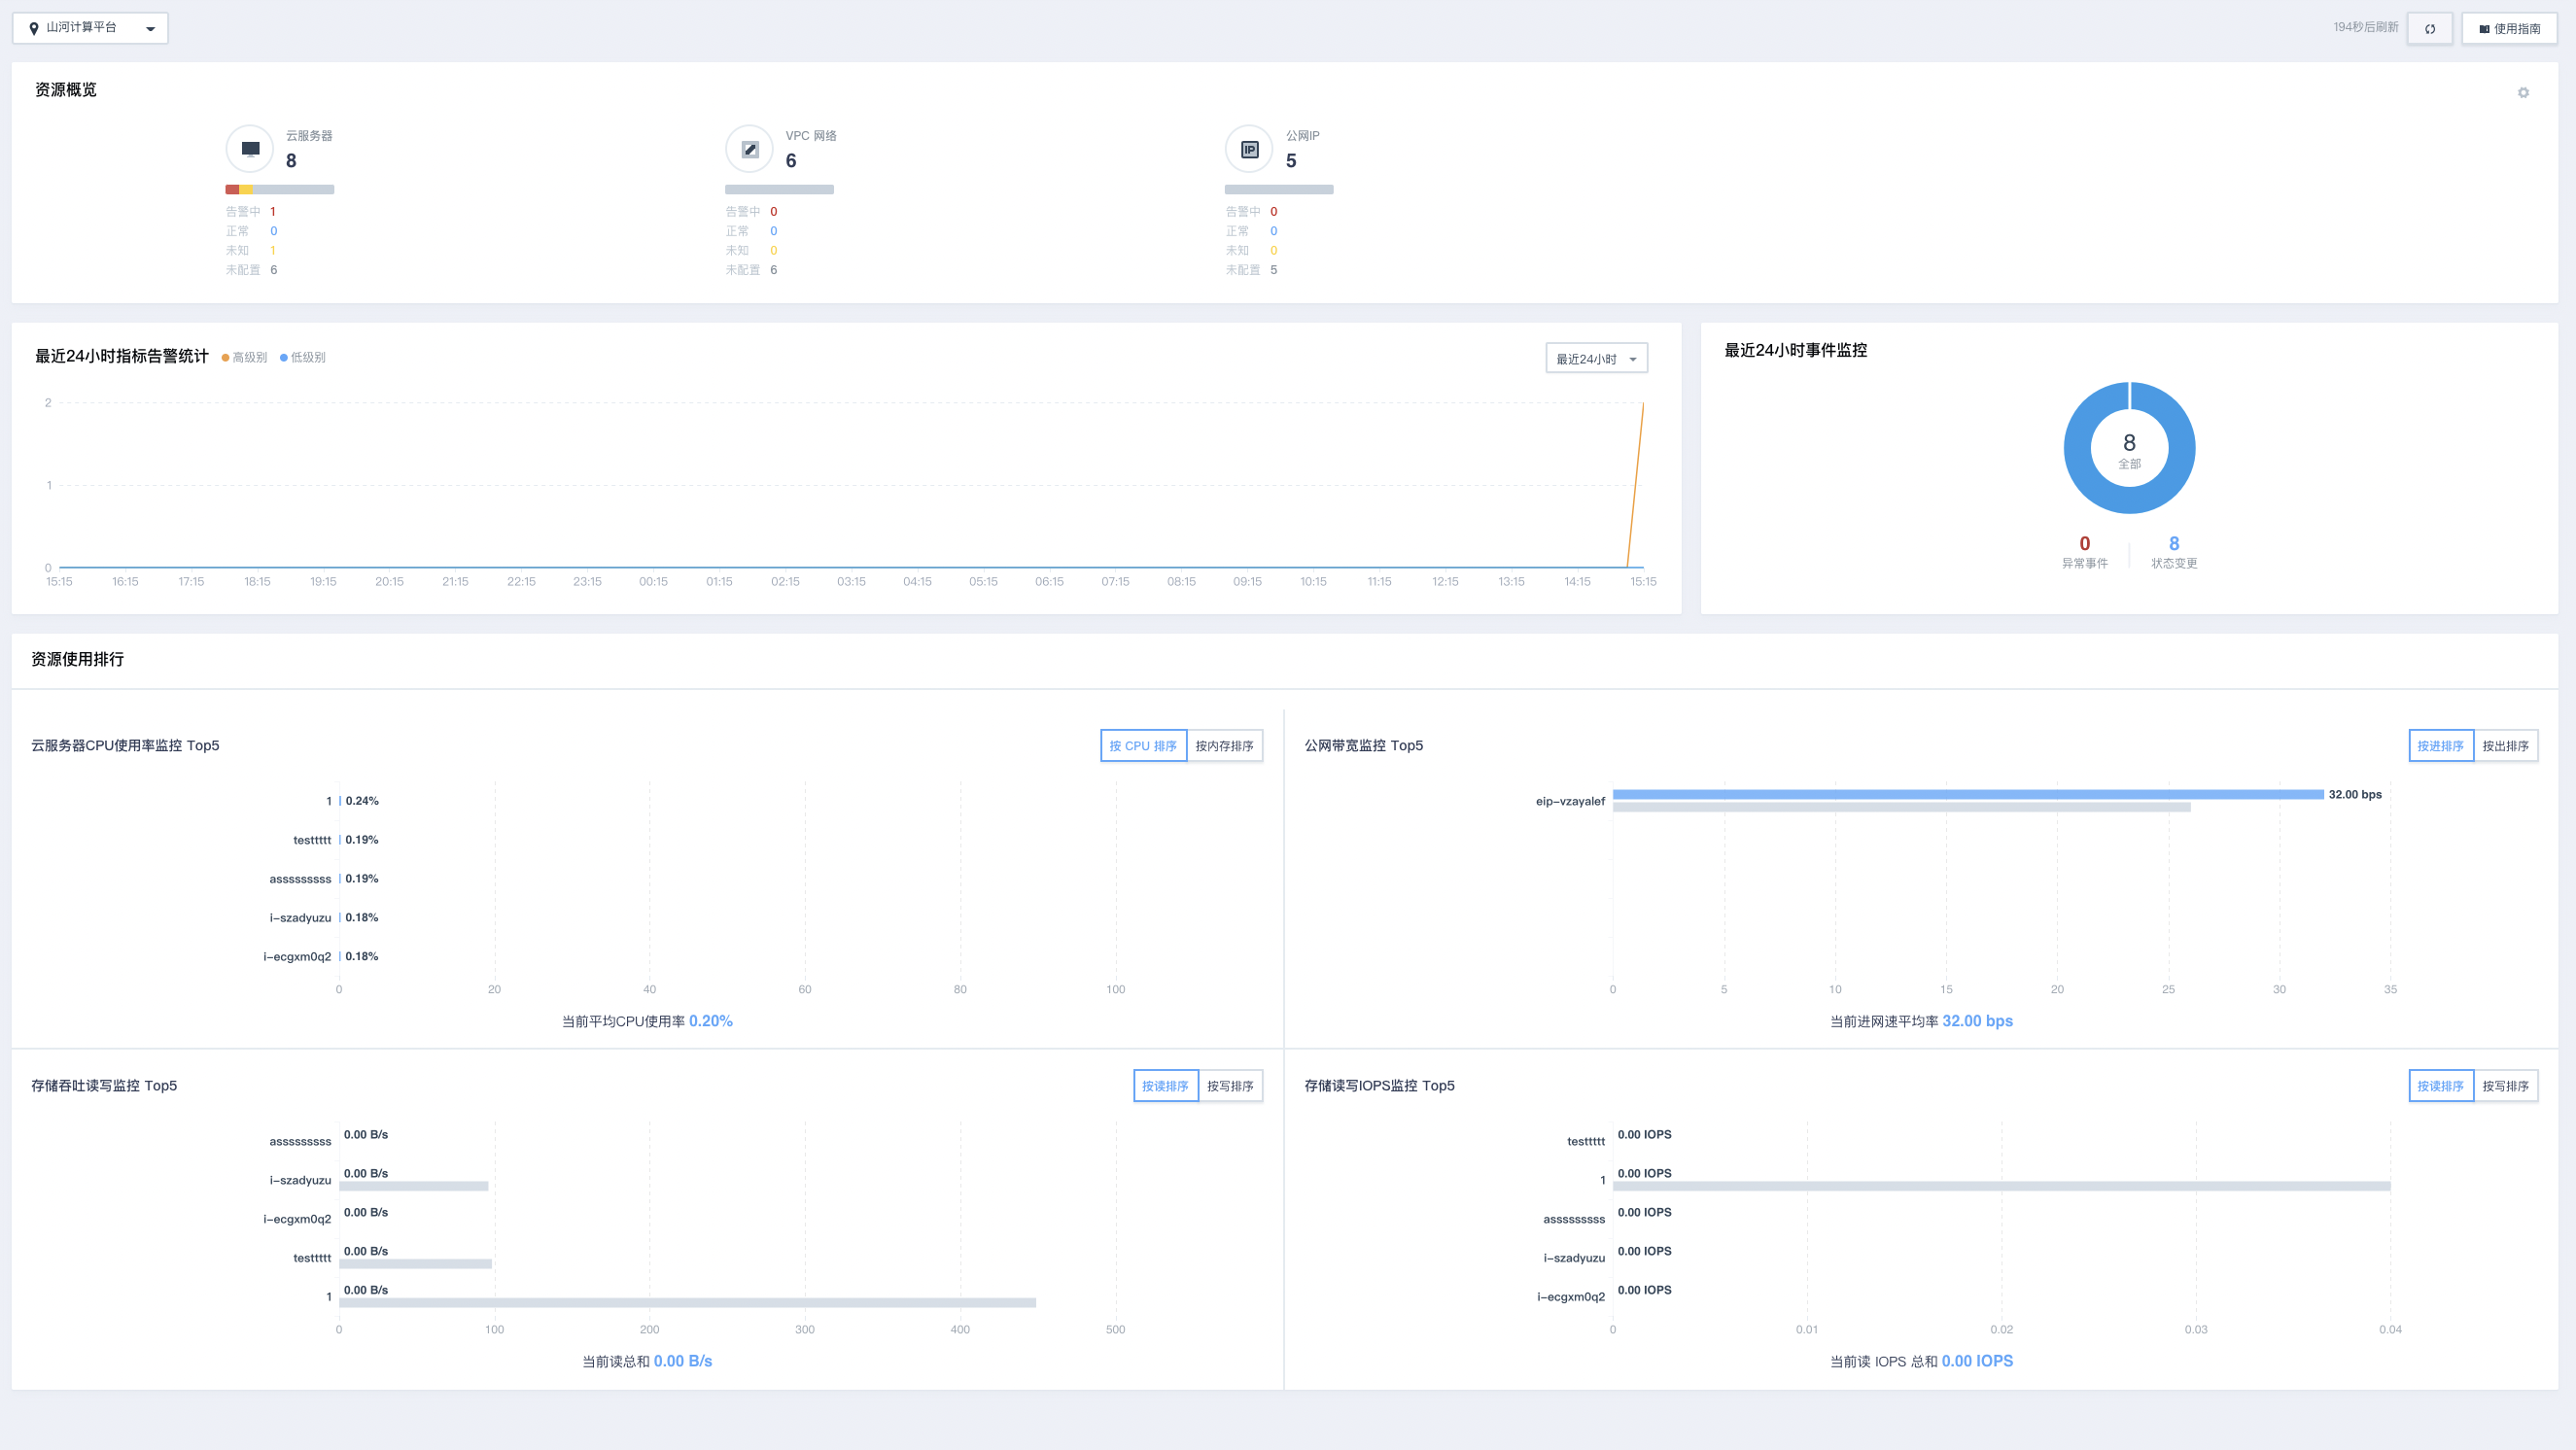 山河计算平台
194秒后刷新
使用指南
资源概览
云服务器
8
告警中 1
正常 0
未知 1
未配置 6
VPC 网络
6
告警中 0
正常 0
未知 0
未配置 6
IP
公网IP
5
告警中 0
正常 0
未知 0
未配置 5
最近24小时指标告警统计 高级别 低级别
最近24小时
2
1
0
15:15 16:15 17:15 18:15 19:15 20:15 21:15 22:15 23:15 00:15 01:15 02:15 03:15 04:15 05:15 06:15 07:15 08:15 09:15 10:15 11:15 12:15 13:15 14:15 15:15
最近24小时事件监控
8
全部
0
异常事件
8
状态变更
资源使用排行
云服务器CPU使用率监控 Top5
按 CPU 排序 按内存排序
1 0.24%
testtttt 0.19%
assssssssss 0.19%
i-szadyuzu 0.18%
i-ecgxm0q2 0.18%
0 20 40 60 80 100
当前平均CPU使用率 0.20%
公网带宽监控 Top5
按进排序 按出排序
eip-vzayalef 32.00 bps
0 5 10 15 20 25 30 35
当前进网速平均率 32.00 bps
存储吞吐读写监控 Top5
按读排序 按写排序
assssssssss 0.00 B/s
i-szadyuzu 0.00 B/s
i-ecgxm0q2 0.00 B/s
testtttt 0.00 B/s
1 0.00 B/s
0 100 200 300 400 500
当前读总和 0.00 B/s
存储读写IOPS监控 Top5
按读排序 按写排序
testtttt 0.00 IOPS
1 0.00 IOPS
assssssssss 0.00 IOPS
i-szadyuzu 0.00 IOPS
i-ecgxm0q2 0.00 IOPS
0 0.01 0.02 0.03 0.04
当前读 IOPS 总和 0.00 IOPS